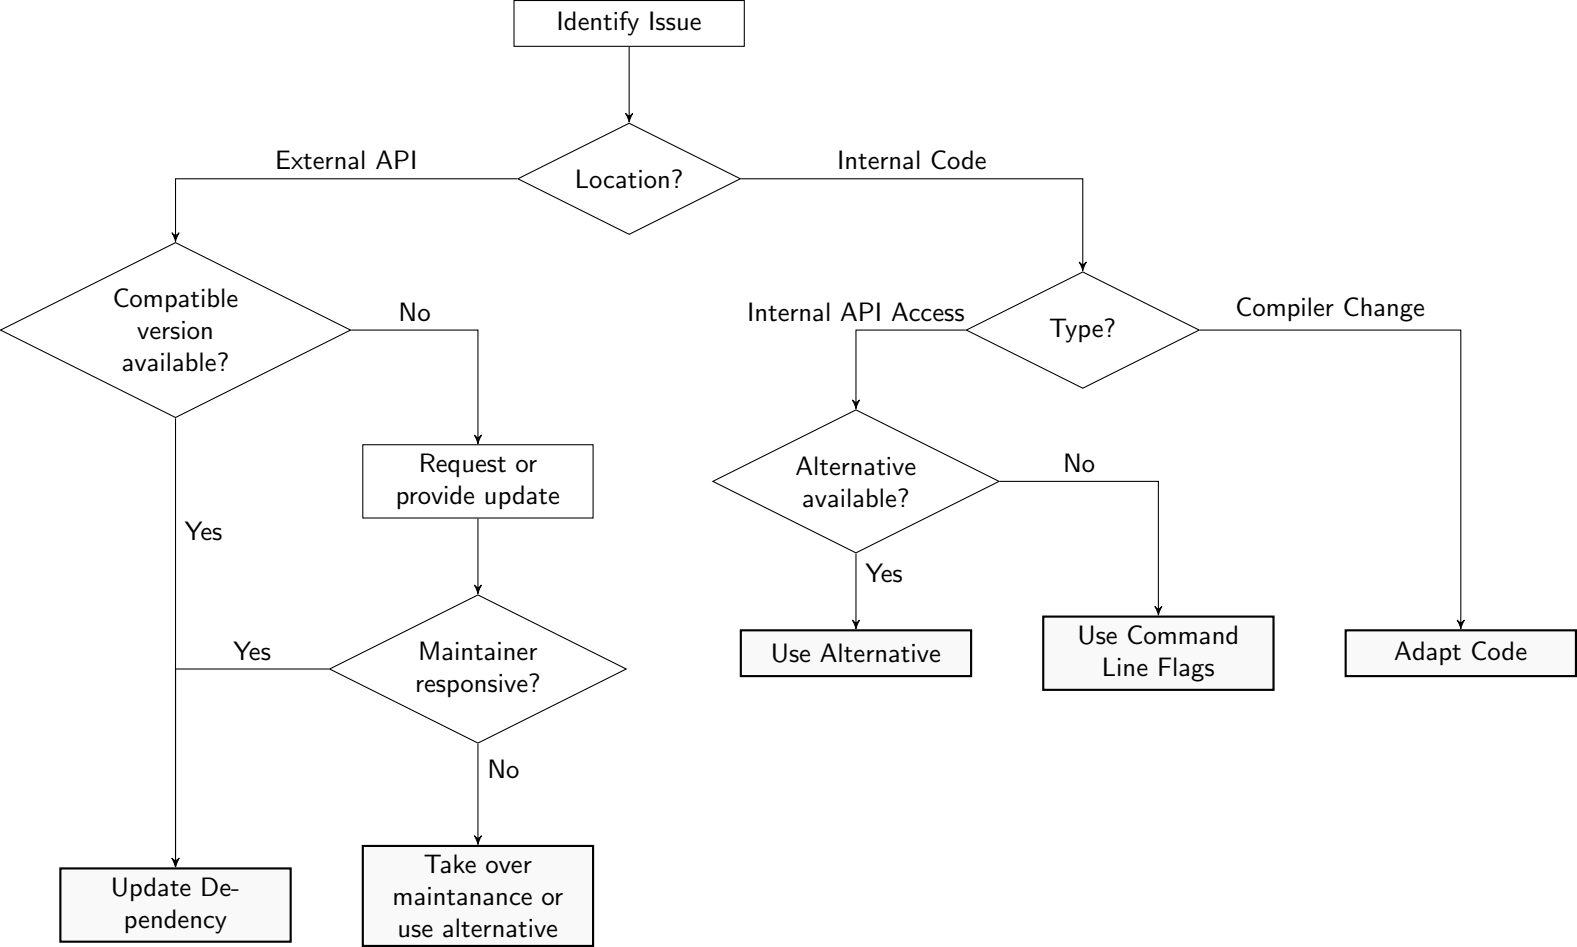 Identify Issue
External API
Location?
Internal Code
Compatible
version
available?
No
Internal API Access
Type?
Compiler Change
Request or
provide update
Alternative
available?
No
Yes
Yes
Yes
Maintainer
responsive?
Use Alternative
Use Command
Line Flags
Adapt Code
No
Update De-
pendency
Take over
maintanance or
use alternative